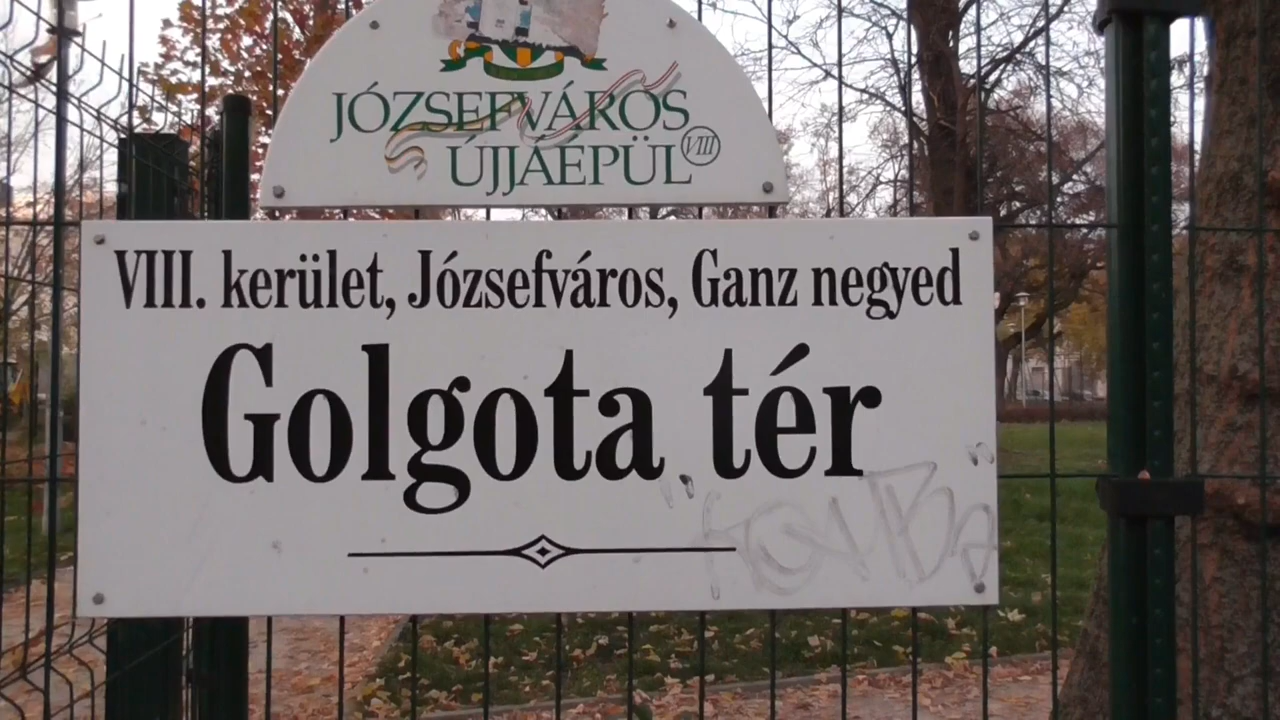 JÓZSEFVÁROS
ÚJJÁÉPÜL VIII
VIII. kerület, Józsefváros, Ganz negyed
Golgota tér